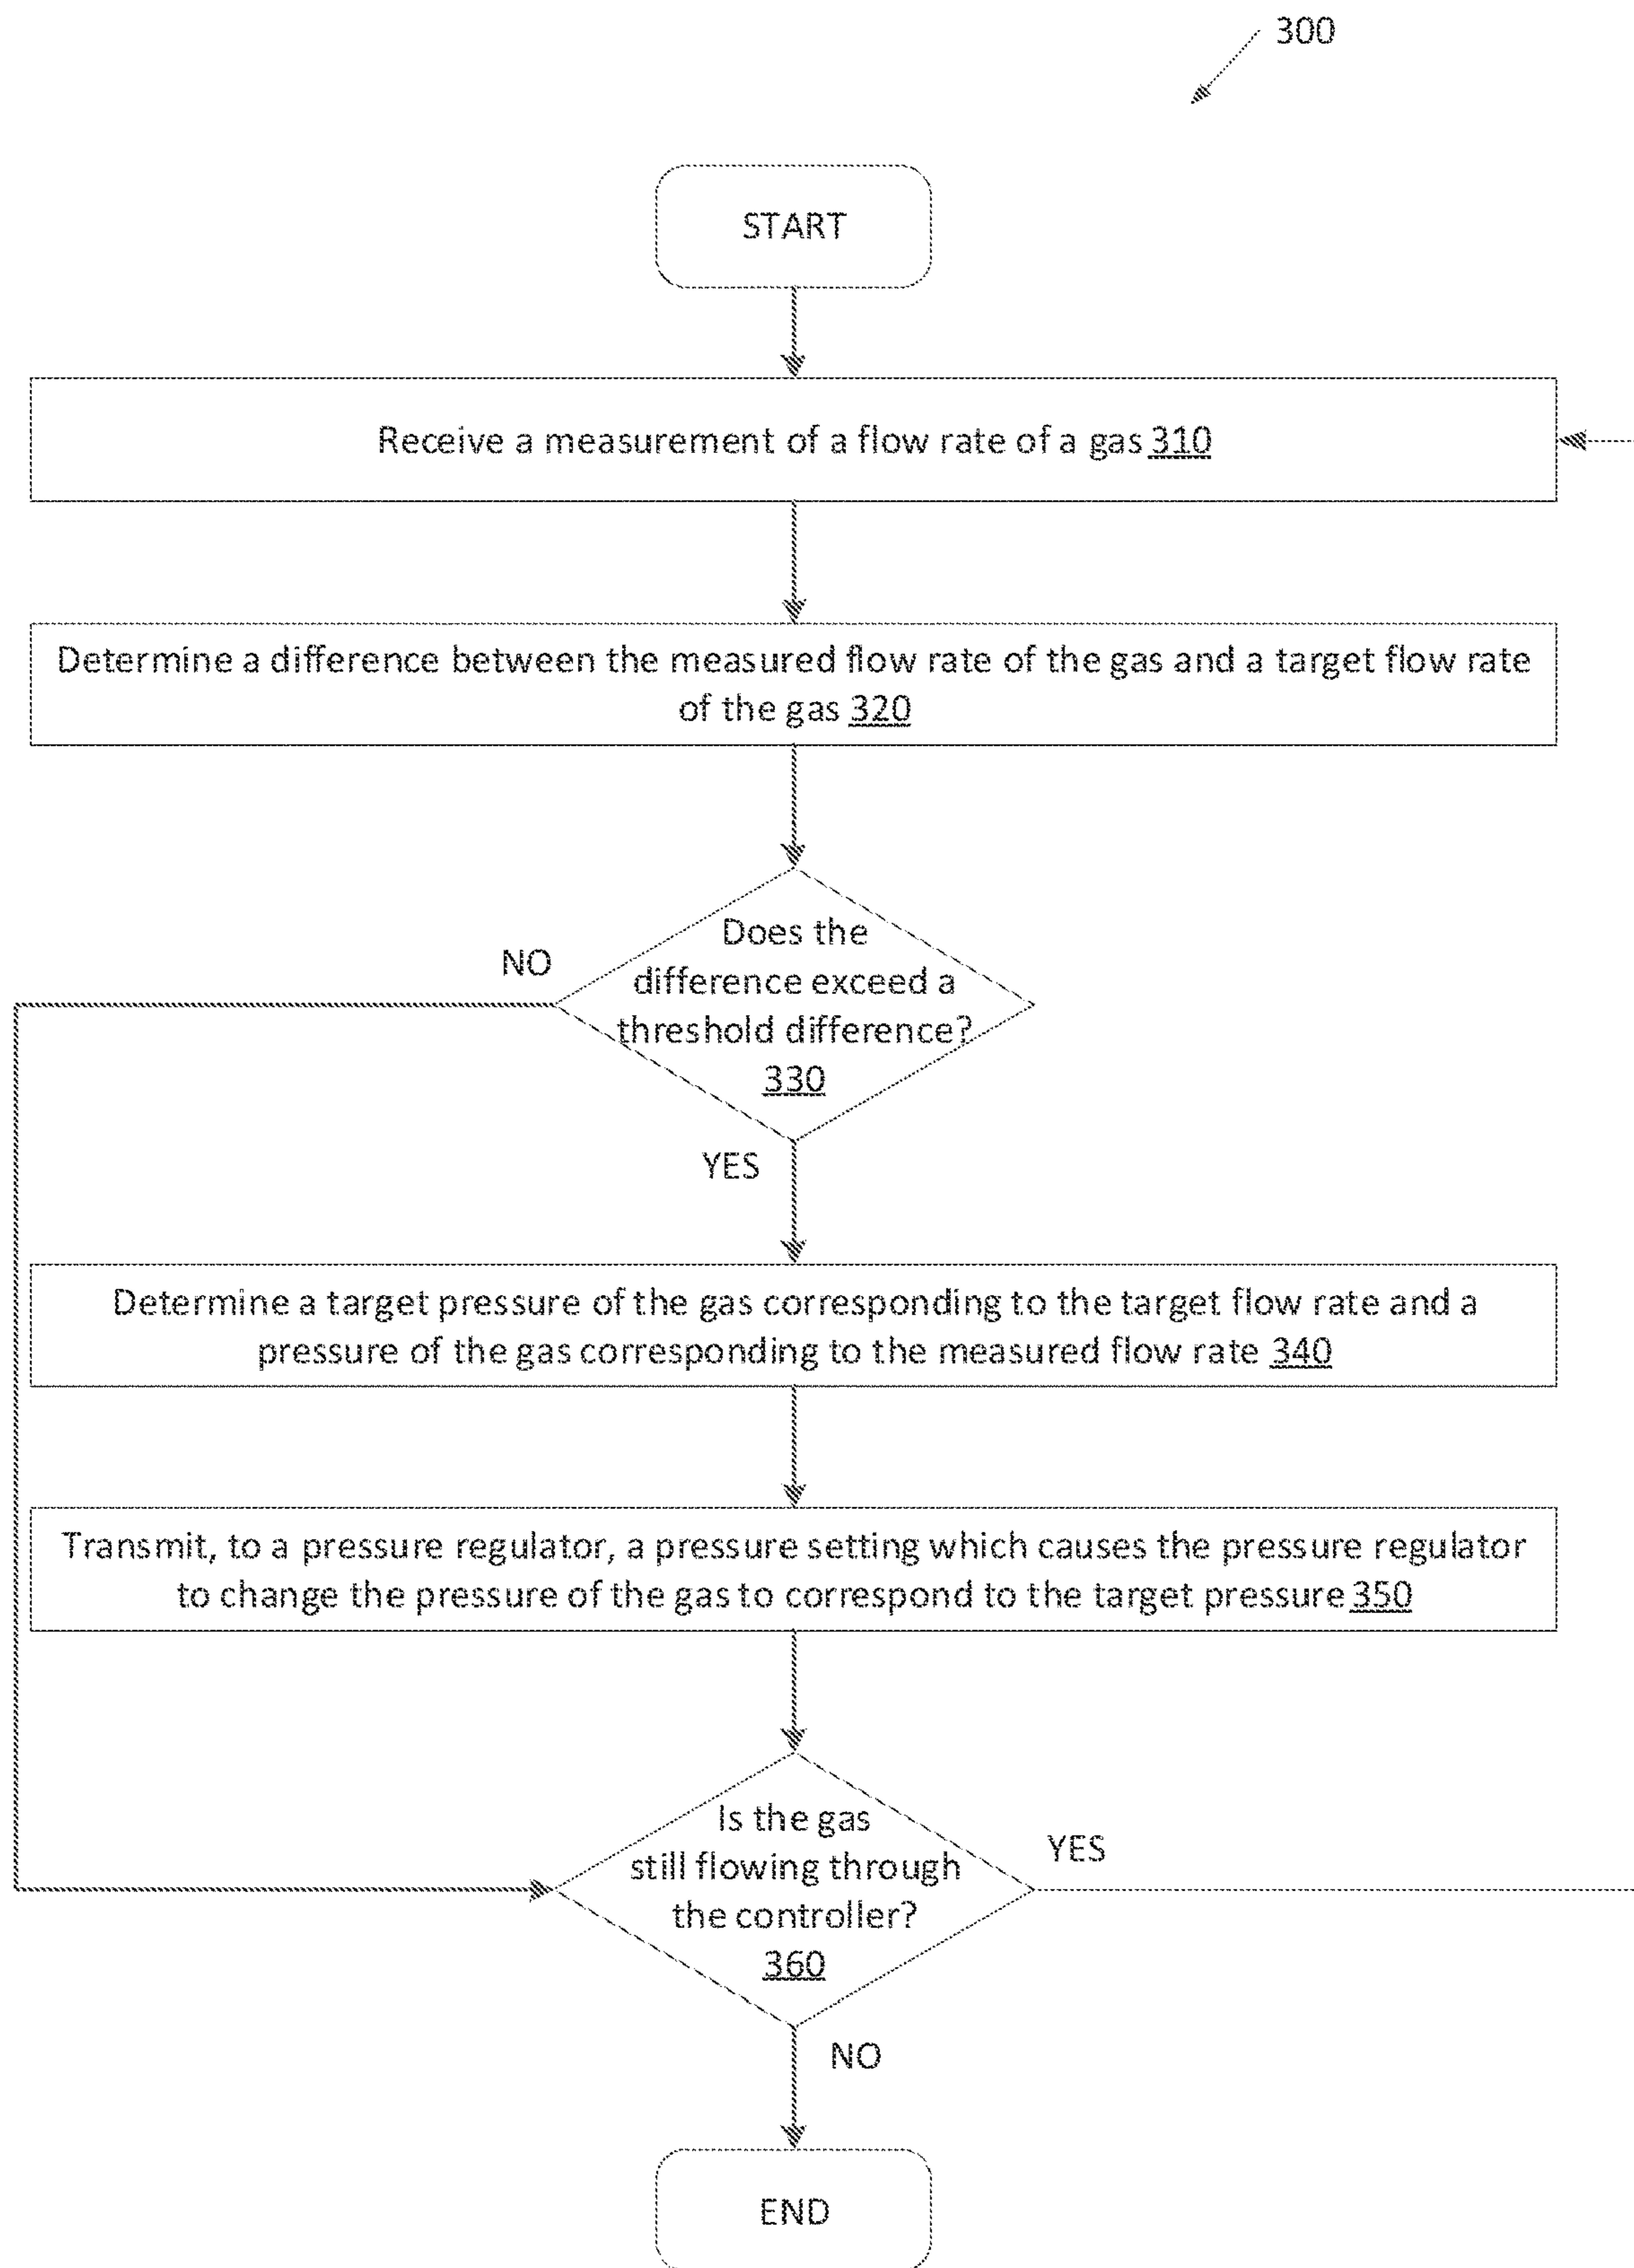 300
START
Receive a measurement of a flow rate of a gas 310
Determine a difference between the measured flow rate of the gas and a target flow rate
of the gas 320
Does the
difference exceed a
threshold difference?
330
NO
YES
Determine a target pressure of the gas corresponding to the target flow rate and a
pressure of the gas corresponding to the measured flow rate 340
Transmit, to a pressure regulator, a pressure setting which causes the pressure regulator
to change the pressure of the gas to correspond to the target pressure 350
Is the gas
still flowing through
the controller?
360
YES
NO
END